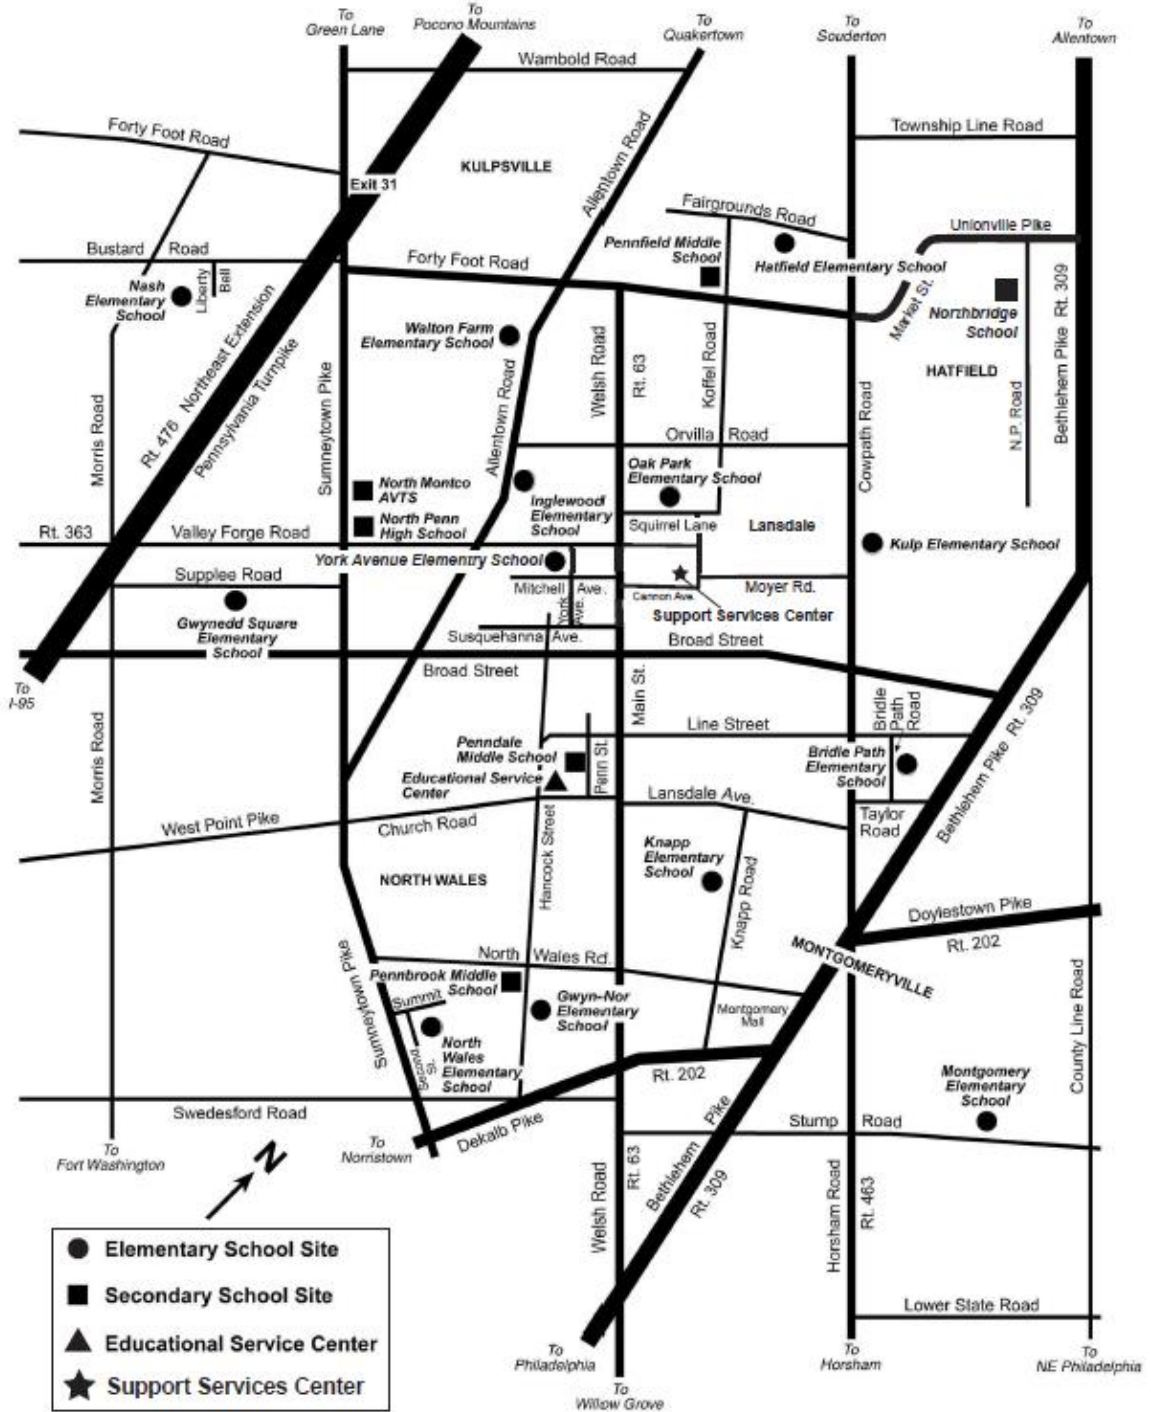 To
Green Lane
To
Pocono Mountains
To
Quakertown
To
Souderton
To
Allentown
Wambold Road
Forty Foot Road
Township Line Road
KULPSVILLE
Exit 31
Allentown Road
Fairgrounds Road
Unionville Pike
Bustard Road
Forty Foot Road
Pennfield Middle
School
Hatfield Elementary School
Nash
Elementary
School
Liberty
Bell
Market St.
Northbridge
School
Bethlehem Pike Rt. 309
Walton Farm
Elementary School
Rt. 476 Northeast Extension
Pennsylvania Turnpike
Sumneytown Pike
Morris Road
Allentown Road
Welsh Road
Rt. 63
Koffel Road
HATFIELD
N.P. Road
Cowpath Road
Orvilla Road
Oak Park
Elementary School
North Montco
AVTS
Inglewood
Elementary
School
North Penn
High School
Squirrel Lane
Lansdale
Rt. 363
Valley Forge Road
York Avenue Elementry School
Kulp Elementary School
Supplee Road
Mitchell Ave.
York
Ave.
Cannon Ave.
Moyer Rd.
Support Services Center
Gwynedd Square
Elementary
School
Susquehanna Ave.
Broad Street
Broad Street
To
I-95
Main St.
Bridle
Path
Road
Morris Road
Line Street
Penndale
Middle School
Educational Service
Center
Penn St.
Bridle Path
Elementary
School
Bethlehem Pike Rt. 309
Lansdale Ave.
Taylor
Road
West Point Pike
Church Road
Hancock Street
Knapp
Elementary
School
Knapp Road
NORTH WALES
Doylestown Pike
Rt. 202
MONTGOMERYVILLE
Sumneytown Pike
North Wales Rd.
Pennbrook Middle
School
Summit
Gwyn-Nor
Elementary
School
Montgomery
Mall
County Line Road
North
Wales
Elementary
School
Second
St.
Rt. 202
Montgomery
Elementary
School
Swedesford Road
Dekalb Pike
Stump Road
To
Fort Washington
To
Norristown
N
Bethlehem Pike
Rt. 309
Welsh Road
Rt. 63
Horsham Road
Rt. 463
Lower State Road
Elementary School Site
Secondary School Site
Educational Service Center
Support Services Center
To
Philadelphia
To
Willow Grove
To
Horsham
To
NE Philadelphia